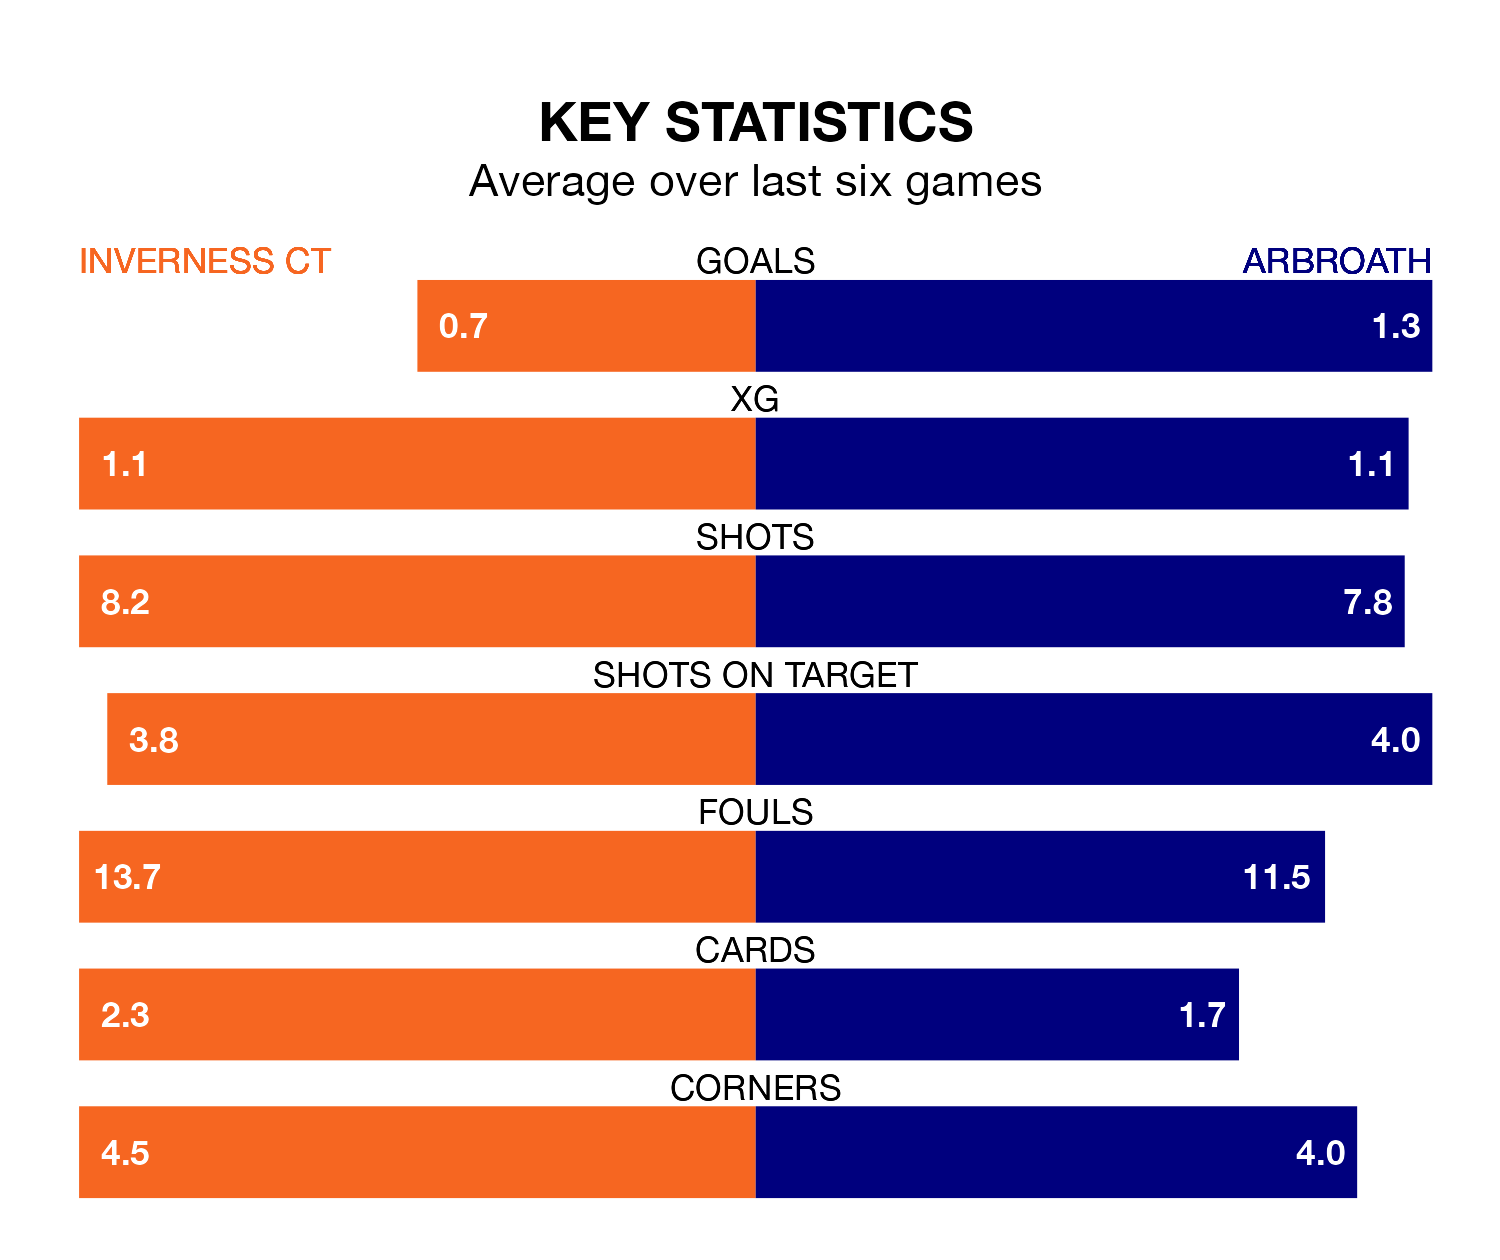 KEY STATISTICS
Average over last six games
INVERNESS CT GOALS ARBROATH
0.7 1.3
XG
1.1 1.1
SHOTS
8.2 7.8
SHOTS ON TARGET
3.8 4.0
FOULS
13.7 11.5
CARDS
2.3 1.7
CORNERS
4.5 4.0